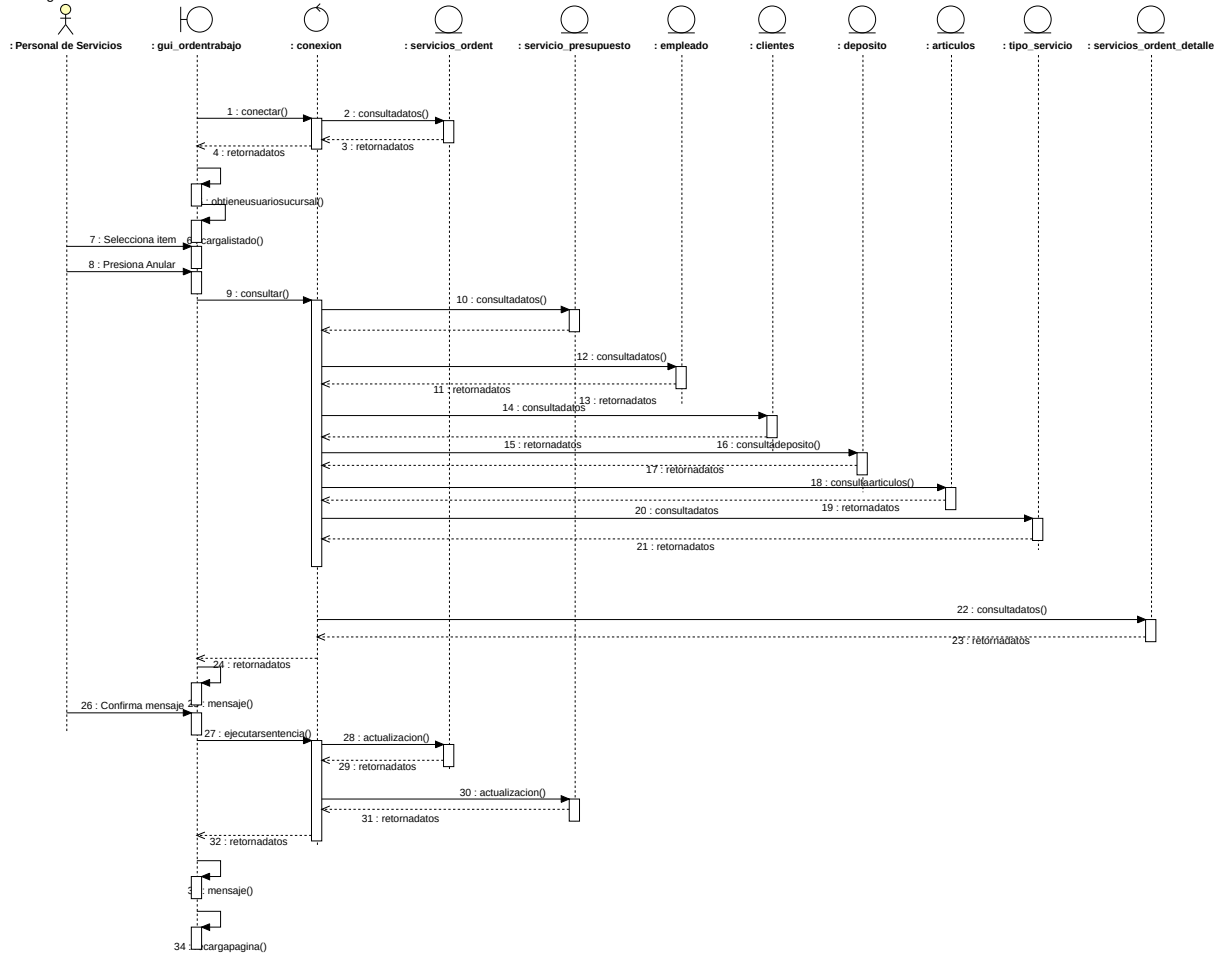 : Personal de Servicios
: gui_ordentrabajo
: conexion
: servicios_ordent
: servicio_presupuesto
: empleado
: clientes
: deposito
: articulos
: tipo_servicio
: servicios_ordent_detalle
1 : conectar()
2 : consultadatos()
3 : retornadatos
4 : retornadatos
: obtieneusuariosucursal()
7 : Selecciona item
6 : cargalistado()
8 : Presiona Anular
9 : consultar()
10 : consultadatos()
12 : consultadatos()
11 : retornadatos
13 : retornadatos
14 : consultadatos
15 : retornadatos
16 : consultadeposito()
17 : retornadatos
18 : consultaarticulos()
19 : retornadatos
20 : consultadatos
21 : retornadatos
22 : consultadatos()
23 : retornadatos
24 : retornadatos
: mensaje()
26 : Confirma mensaje
27 : ejecutarsentencia()
28 : actualizacion()
29 : retornadatos
30 : actualizacion()
31 : retornadatos
32 : retornadatos
: mensaje()
34 : recargapagina()